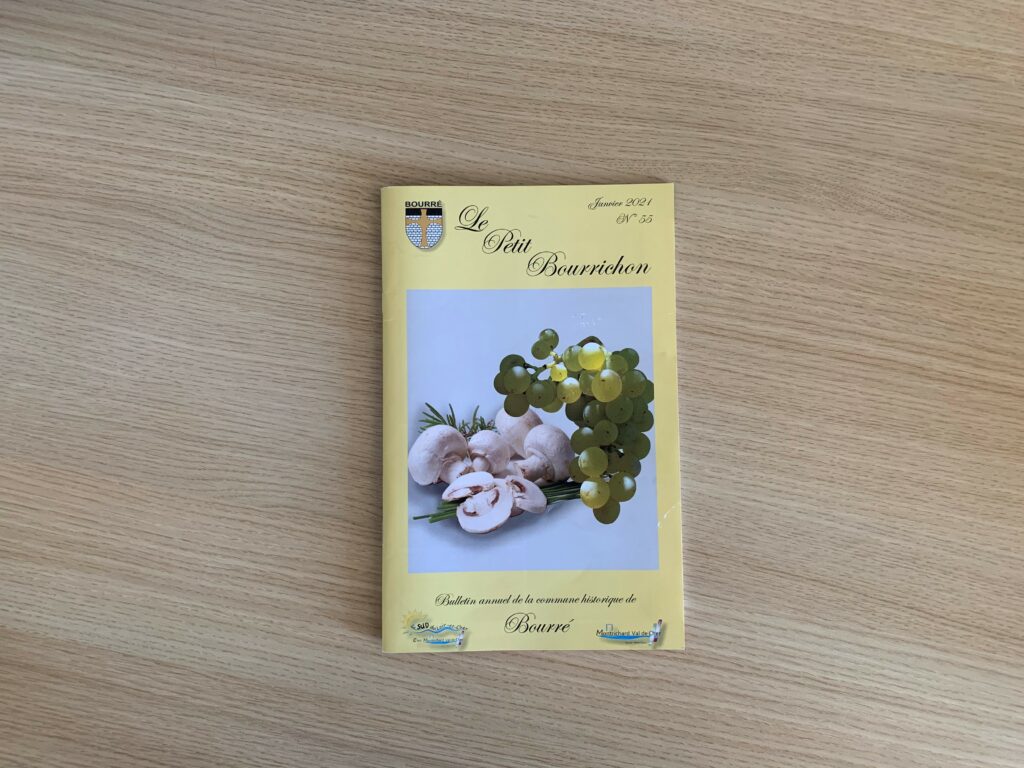 BOURRÉ
Le
Petit
Bourrichon
Janvier 2021
N° 55
Bulletin annuel de la commune historique de
Bourré
SUD
Montrichard Val de Cher